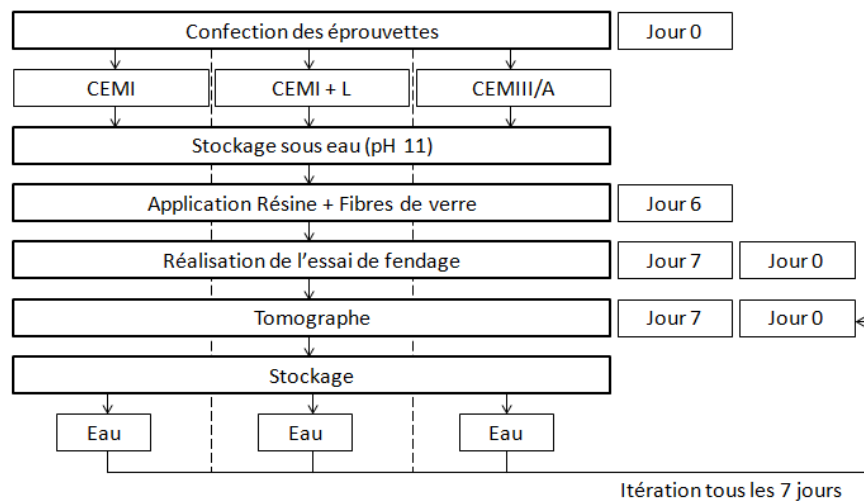 Confection des éprouvettes
Jour 0
CEMI
CEMI + L
CEMIII/A
Stockage sous eau (pH 11)
Application Résine + Fibres de verre
Jour 6
Réalisation de l'essai de fendage
Jour 7
Jour 0
Tomographe
Jour 7
Jour 0
Stockage
Eau
Eau
Eau
Itération tous les 7 jours